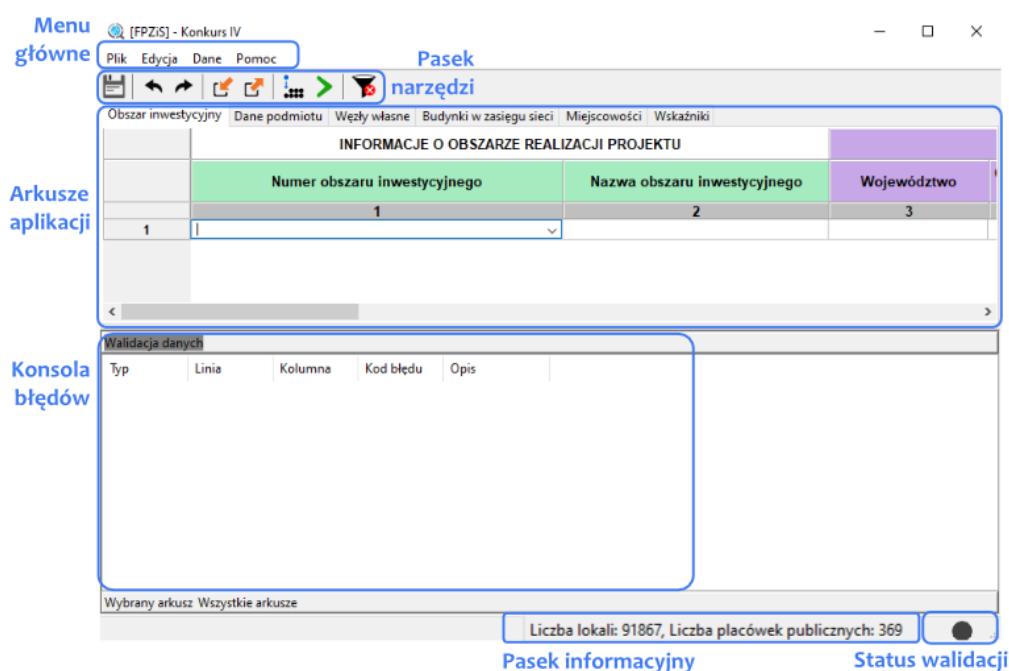 Menu
główne
[FPZiS] - Konkurs IV
Plik Edycja Dane Pomoc
Pasek
narzędzi
Obszar inwestycyjny Dane podmiotu Węzły własne Budynki w zasięgu sieci Miejscowości Wskaźniki
INFORMACJE O OBSZARZE REALIZACJI PROJEKTU
Arkusze
aplikacji
Numer obszaru inwestycyjnego Nazwa obszaru inwestycyjnego Województwo
1 2 3
1
Walidacja danych
Konsola
błędów
Typ Linia Kolumna Kod błędu Opis
Wybrany arkusz Wszystkie arkusze
Liczba lokali: 91867, Liczba placówek publicznych: 369
Pasek informacyjny
Status walidacji